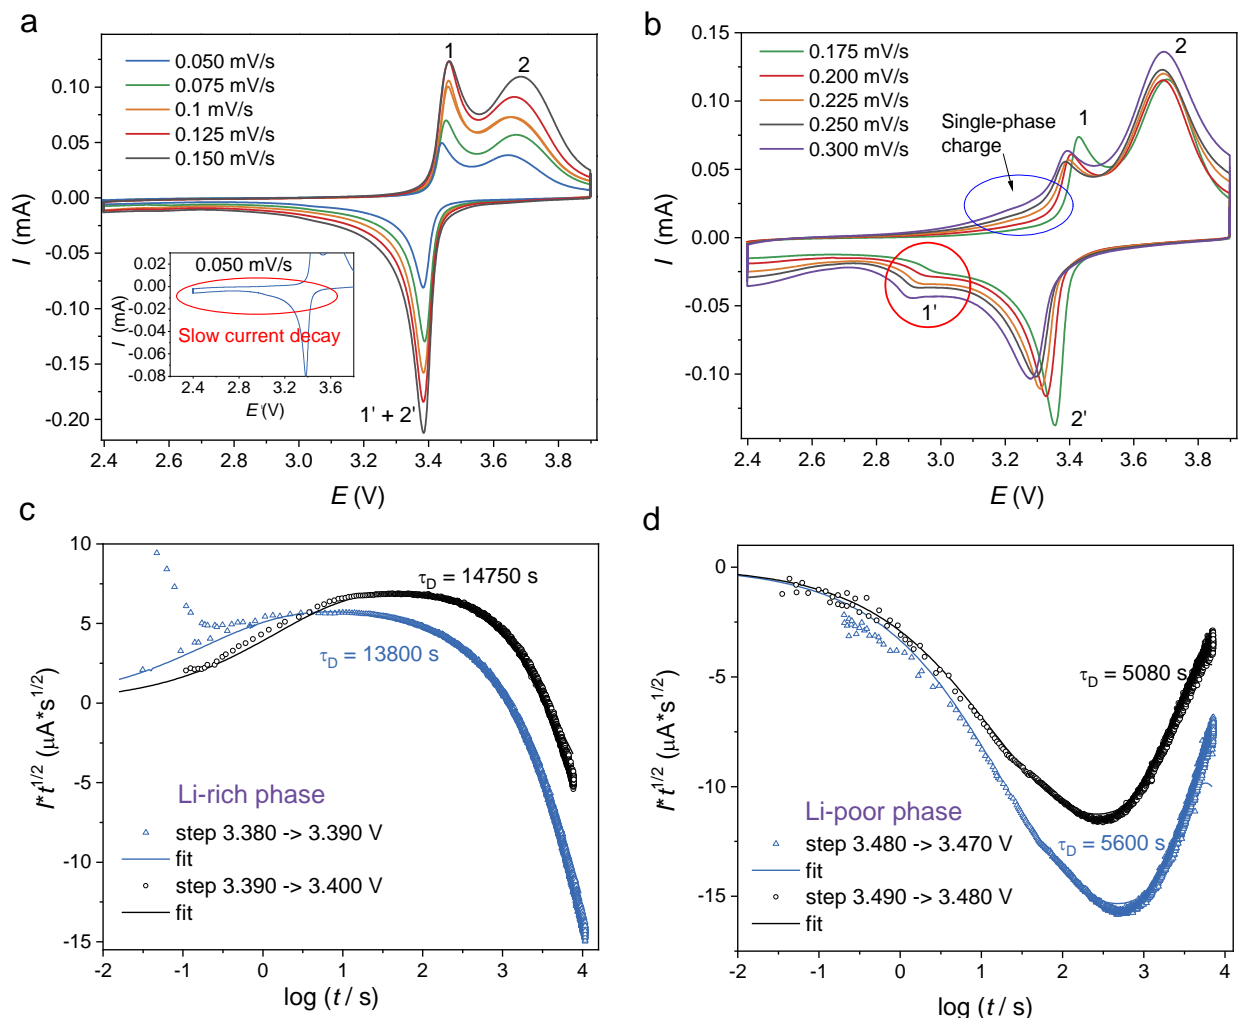 a
0.15
0.10
0.05
0.00
-0.05
-0.10
-0.15
-0.20
I (mA)
0.050 mV/s
0.075 mV/s
0.1 mV/s
0.125 mV/s
0.150 mV/s
1
2
1' + 2'
0.050 mV/s
0.02
0.00
-0.02
-0.04
-0.06
-0.08
I (mA)
Slow current decay
2.4 2.8 3.2 3.6
E (V)
2.4 2.6 2.8 3.0 3.2 3.4 3.6 3.8
E (V)
b
0.15
0.10
0.05
0.00
-0.05
-0.10
I (mA)
0.175 mV/s
0.200 mV/s
0.225 mV/s
0.250 mV/s
0.300 mV/s
Single-phase
charge
1
2
1'
2'
2.4 2.6 2.8 3.0 3.2 3.4 3.6 3.8
E (V)
c
10
5
0
-5
-10
-15
I*t1/2 (μA*s1/2)
τD = 14750 s
τD = 13800 s
Li-rich phase
step 3.380 -> 3.390 V
fit
step 3.390 -> 3.400 V
fit
-2 -1 0 1 2 3 4
log (t / s)
d
0
-5
-10
-15
I*t1/2 (μA*s1/2)
τD = 5080 s
τD = 5600 s
Li-poor phase
step 3.480 -> 3.470 V
fit
step 3.490 -> 3.480 V
fit
-2 -1 0 1 2 3 4
log (t / s)